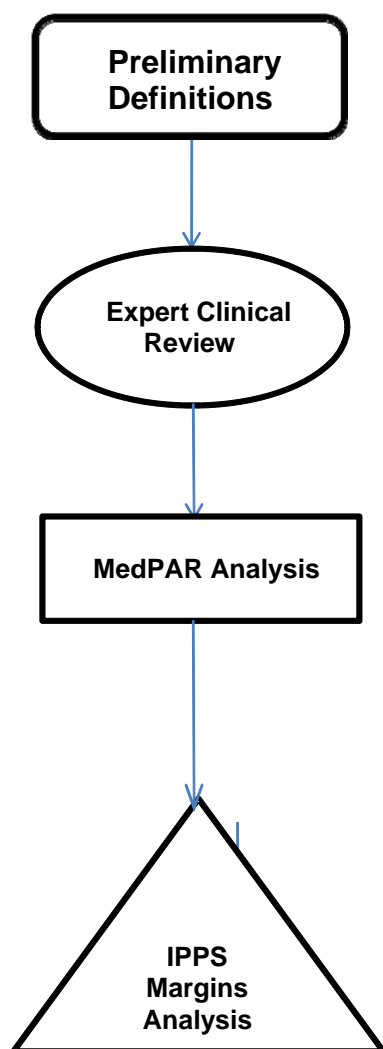 Preliminary
Definitions
Expert Clinical
Review
MedPAR Analysis
IPPS
Margins
Analysis